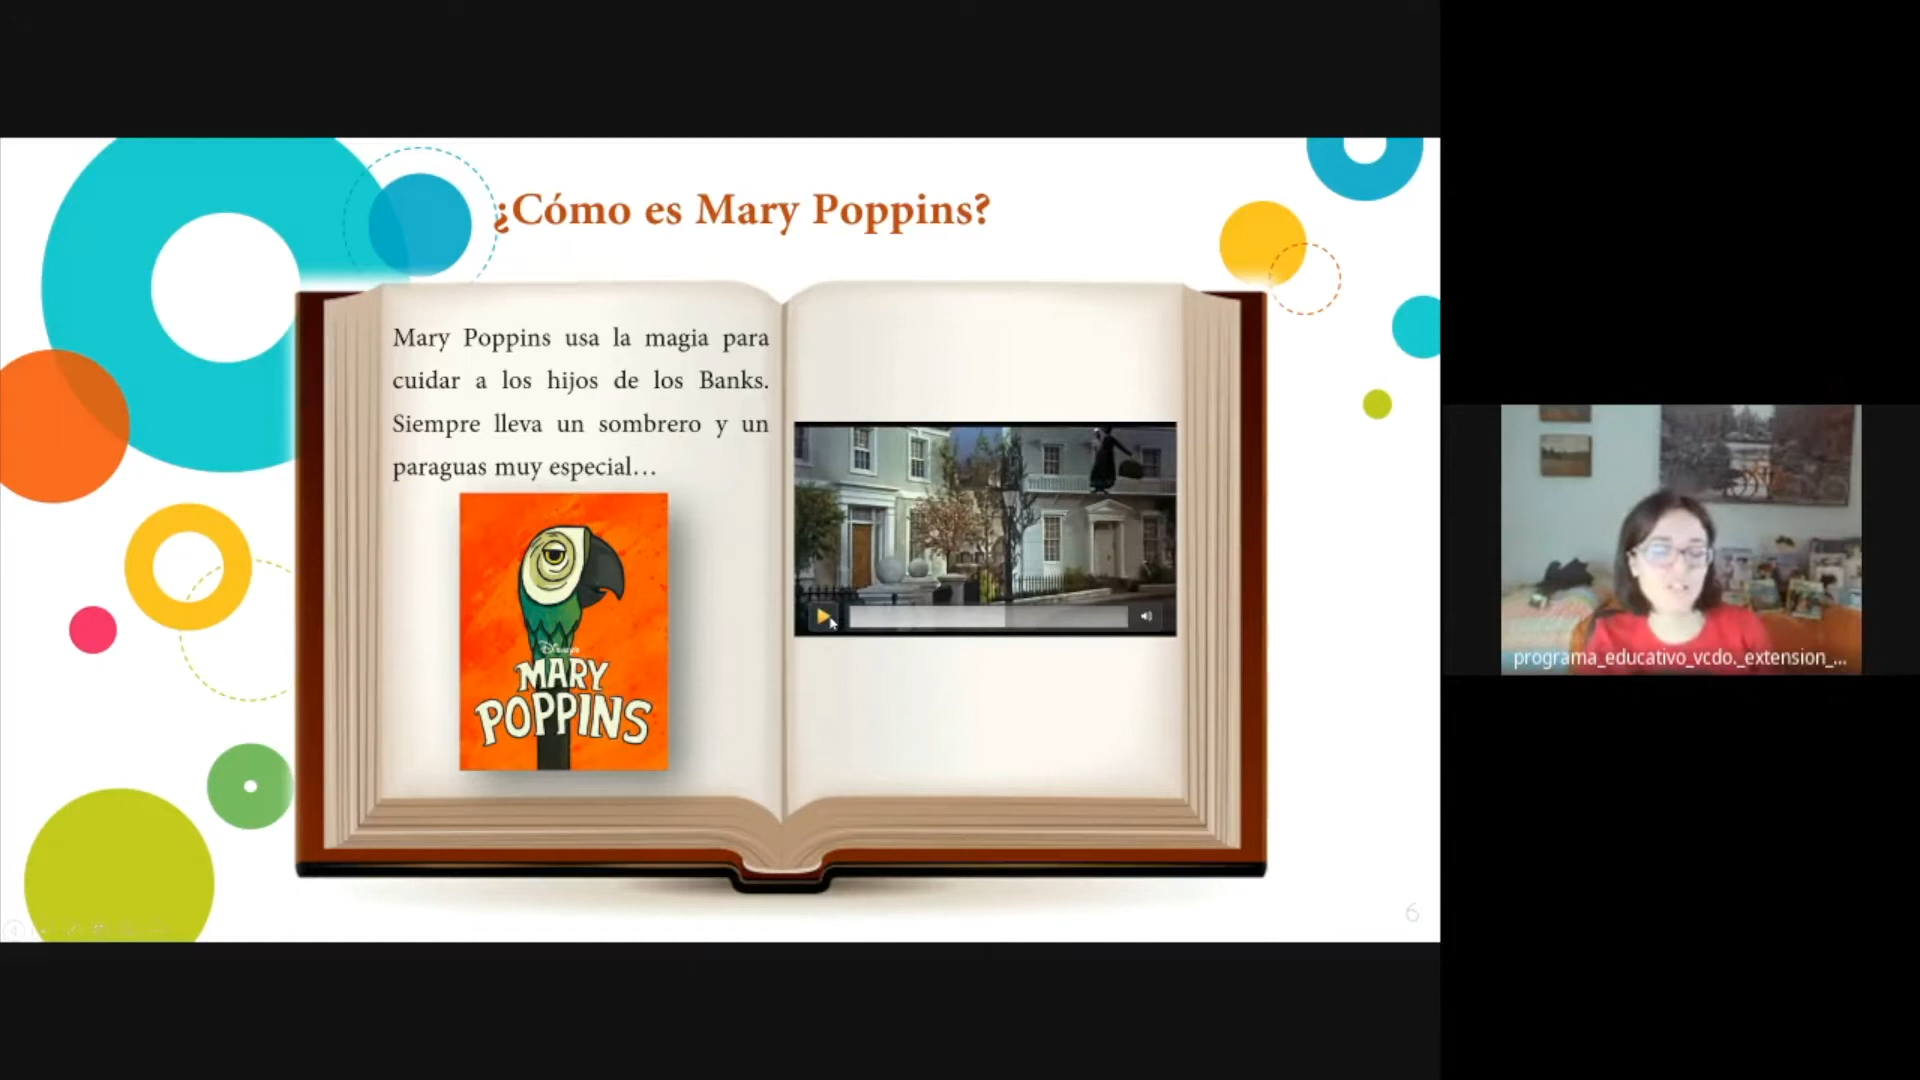 ¿Cómo es Mary Poppins?
Mary Poppins usa la magia para
cuidar a los hijos de los Banks.
Siempre lleva un sombrero y un
paraguas muy especial…
Disney's
MARY
POPPINS
6
programa_educativo_vcdo._extension_...